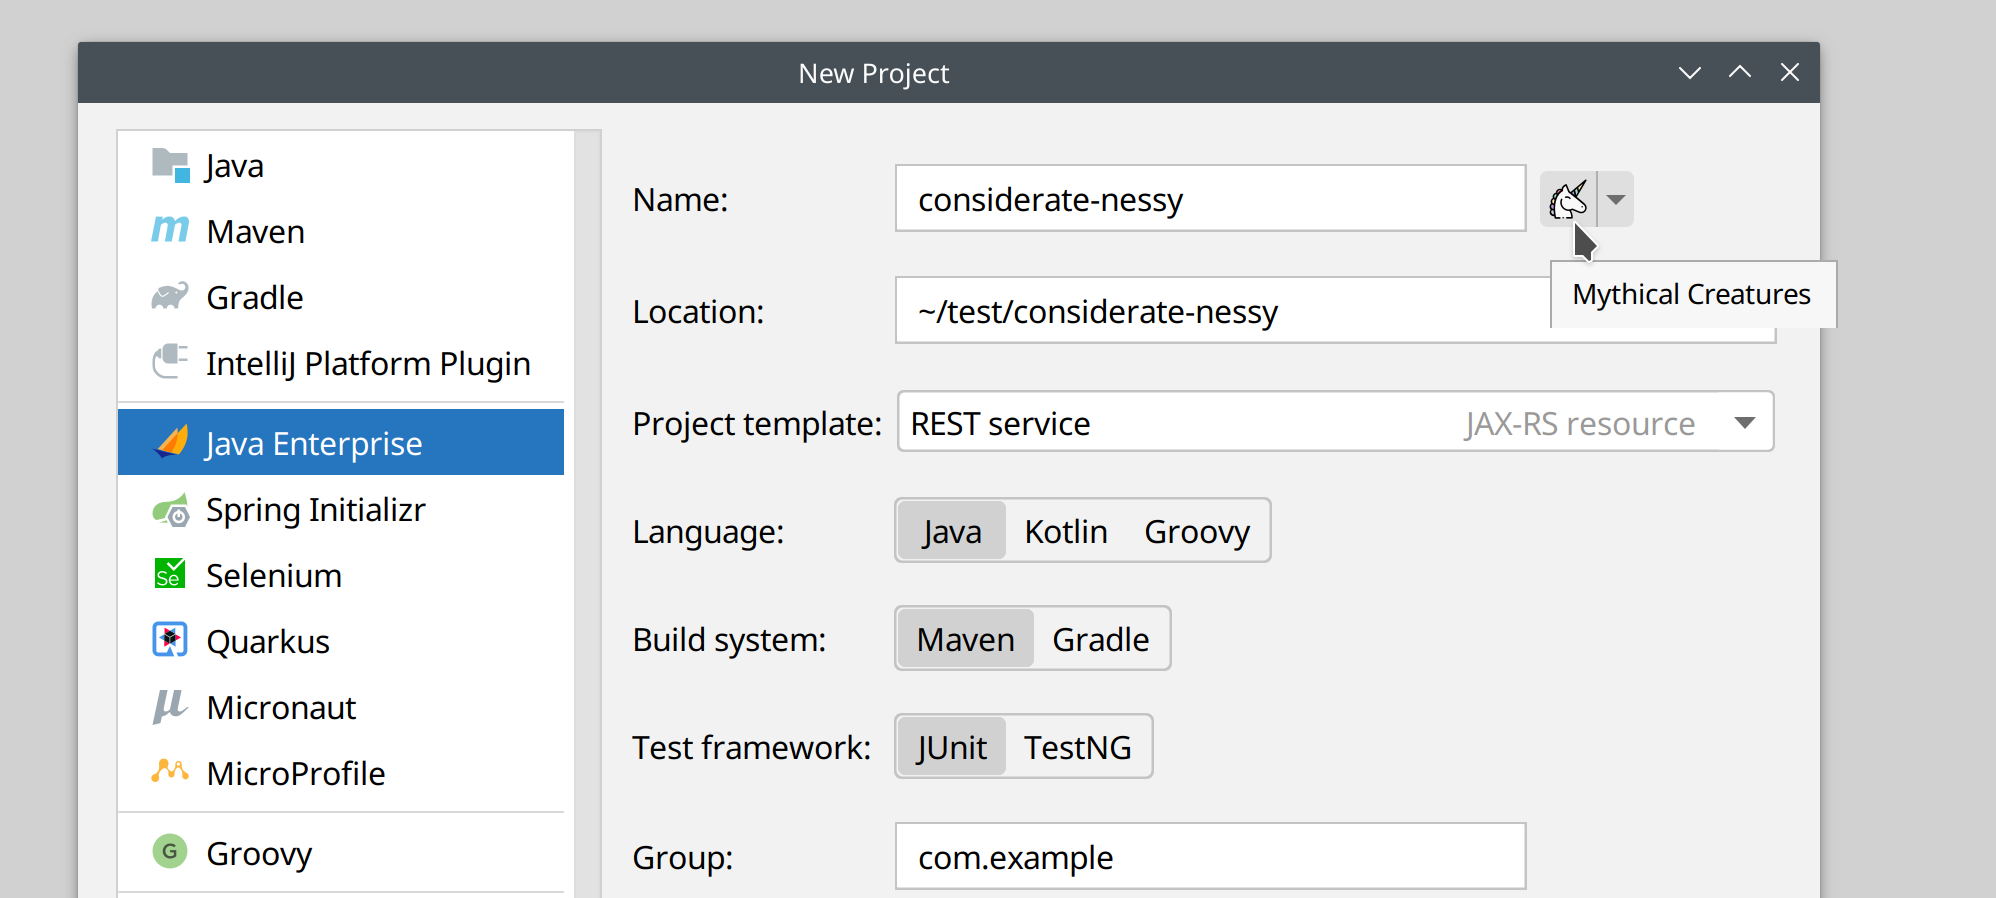 New Project
Java
Maven
Gradle
IntelliJ Platform Plugin
Java Enterprise
Spring Initializr
Se
Selenium
Quarkus
μ
Micronaut
MicroProfile
G
Groovy
Name:
considerate-nessy
Mythical Creatures
Location:
~/test/considerate-nessy
Project template:
REST service
JAX-RS resource
Language:
Java Kotlin Groovy
Build system:
Maven Gradle
Test framework:
JUnit TestNG
Group:
com.example